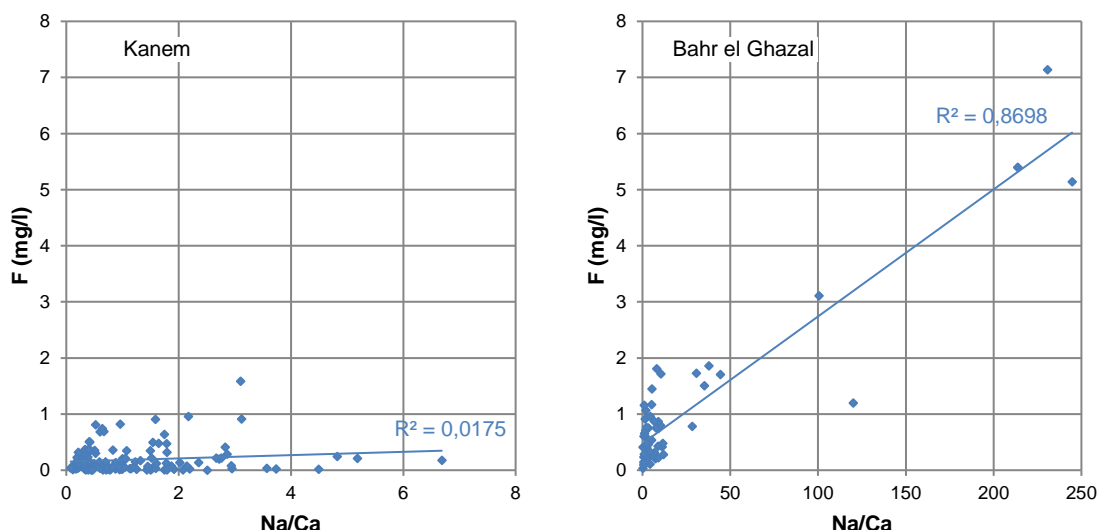 Kanem
8
7
6
5
4
3
2
1
0
F (mg/l)
R² = 0,0175
0 2 4 6 8
Na/Ca
Bahr el Ghazal
8
7
6
5
4
3
2
1
0
F (mg/l)
R² = 0,8698
0 50 100 150 200 250
Na/Ca